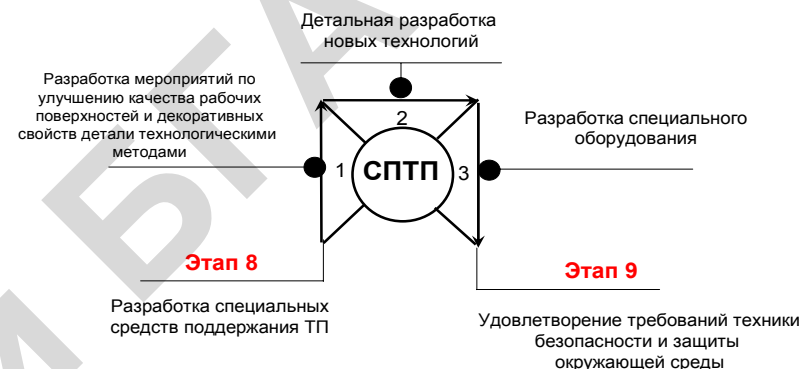 Детальная разработка
новых технологий
Разработка мероприятий по
улучшению качества рабочих
поверхностей и декоративных
свойств детали технологическими
методами
2
Разработка специального
оборудования
1
СПТП
3
Этап 8
Этап 9
Разработка специальных
средств поддержания ТП
Удовлетворение требований техники
безопасности и защиты
окружающей среды
И БГА